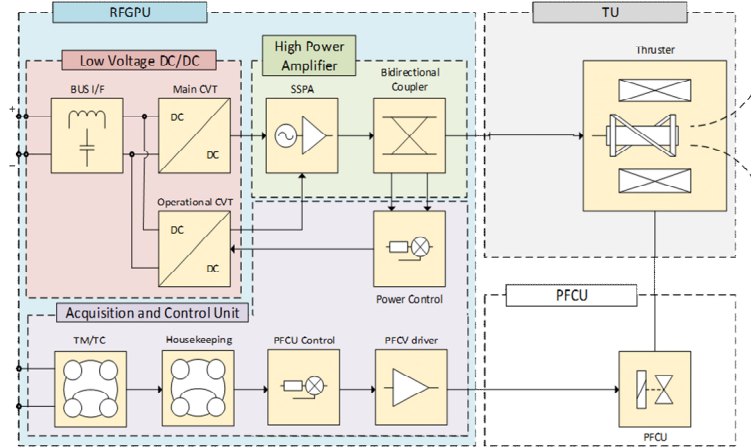 RFGPU
TU
Low Voltage DC/DC
High Power
Amplifier
Thruster
BUS I/F
Main CVT
SSPA
Bidirectional
Coupler
+
DC
DC
−
Operational CVT
DC
DC
Power Control
PFCU
Acquisition and Control Unit
TM/TC
Housekeeping
PFCU Control
PFCV driver
PFCU